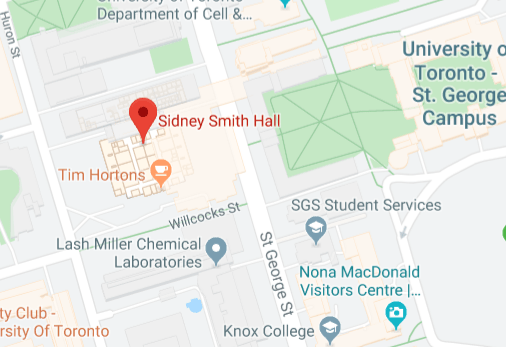 University of Toronto
Department of Cell &...
Huron St
University o
Toronto -
St. George
Campus
Sidney Smith Hall
Tim Hortons
Willcocks St
SGS Student Services
Lash Miller Chemical
Laboratories
St George St
Nona MacDonald
Visitors Centre |...
ty Club -
rsity Of Toronto
Knox College